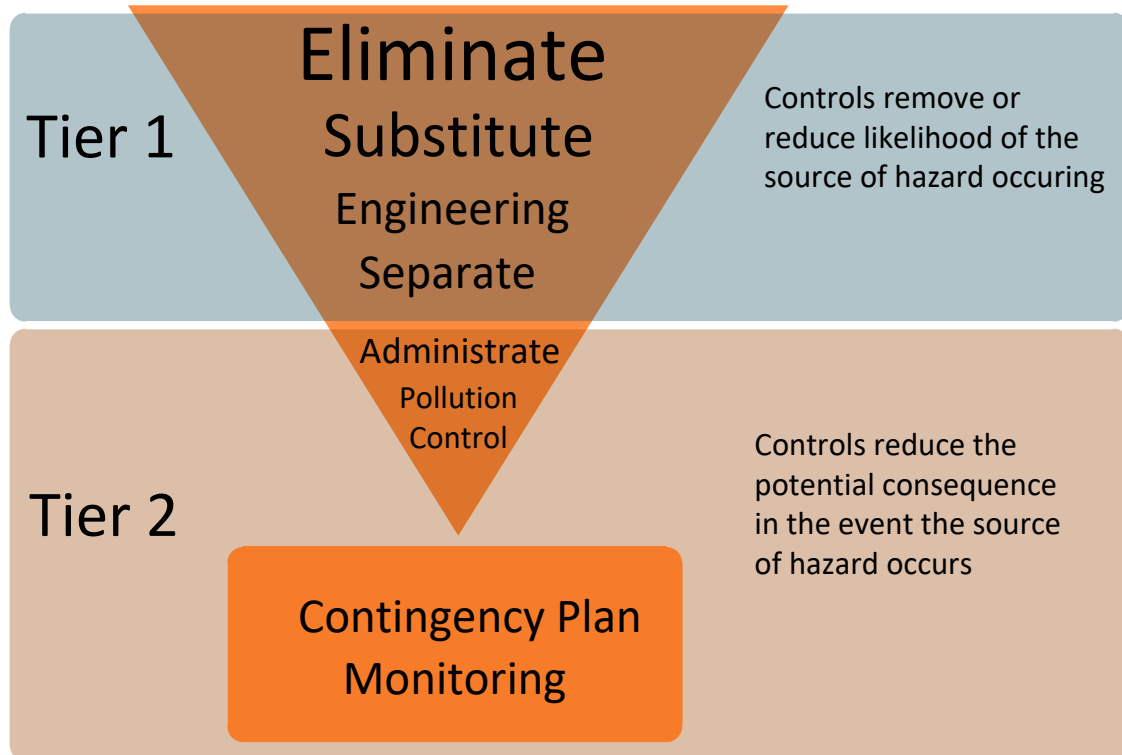 Eliminate
Substitute
Engineering
Separate
Tier 1
Controls remove or
reduce likelihood of the
source of hazard occuring
Administrate
Pollution
Control
Tier 2
Controls reduce the
potential consequence
in the event the source
of hazard occurs
Contingency Plan
Monitoring